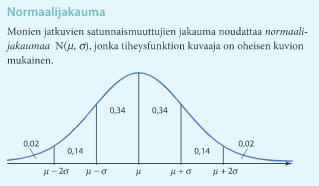 Normaalijakauma
Monien jatkuvien satunnaismuuttujien jakauma noudattaa normaali-
jakaumaa N(μ, σ), jonka tiheysfunktion kuvaaja on oheisen kuvion
mukainen.
0,34 0,34
0,02 0,14 0,14 0,02
μ − 2σ μ − σ μ μ + σ μ + 2σ